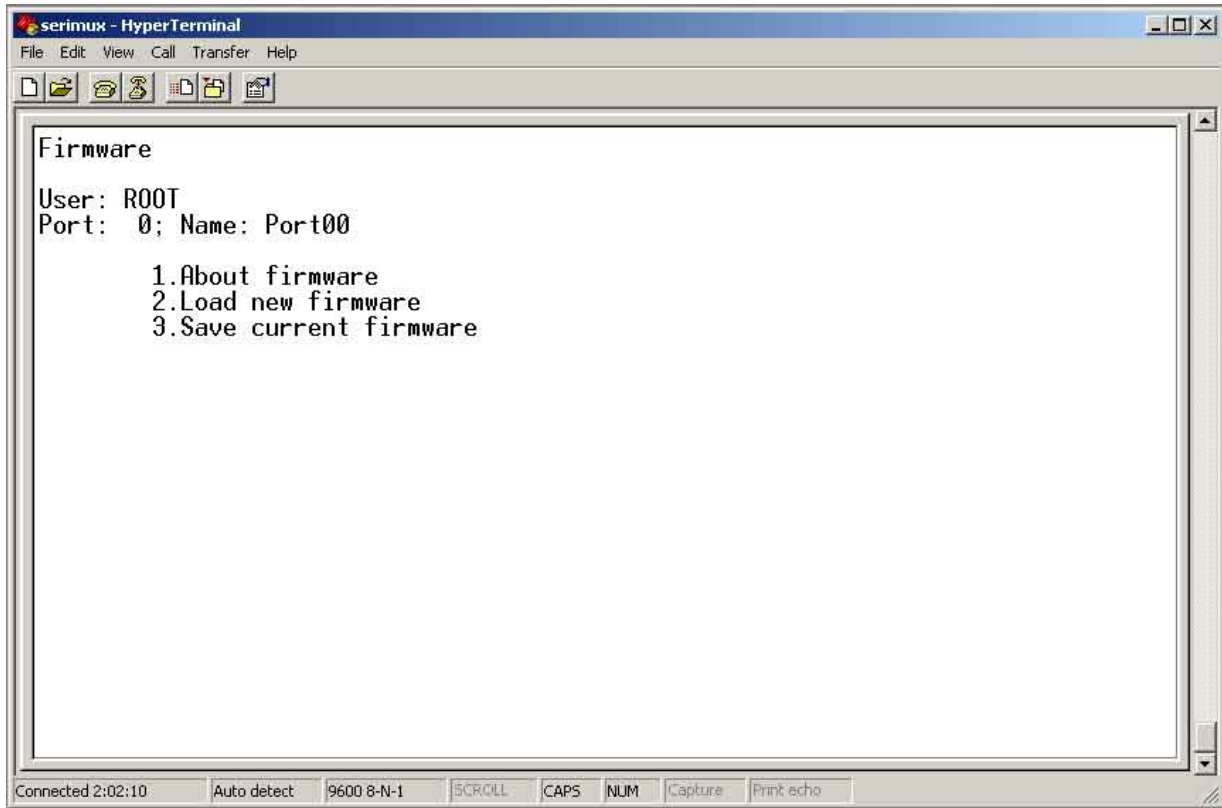 serimux - HyperTerminal
File Edit View Call Transfer Help
Firmware
User: ROOT
Port:  0; Name: Port00
1.About firmware
2.Load new firmware
3.Save current firmware
Connected 2:02:10 Auto detect 9600 8-N-1 SCROLL CAPS NUM Capture Print echo